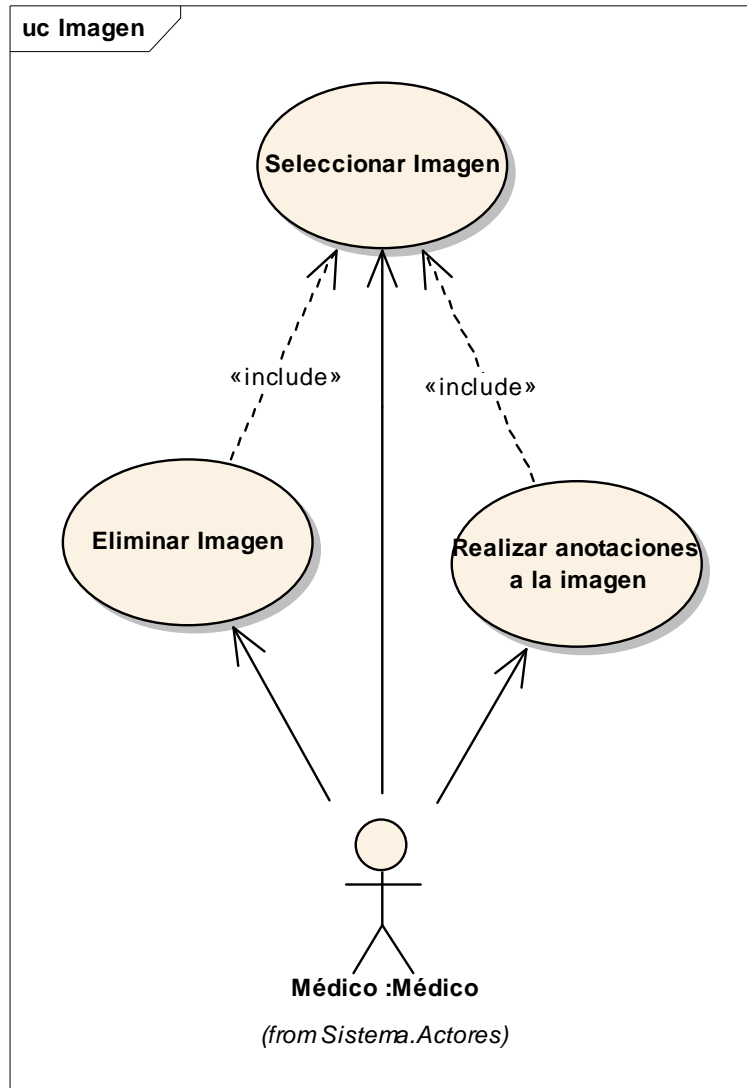 uc Imagen
Seleccionar Imagen
«include»
«include»
Eliminar Imagen
Realizar anotaciones
a la imagen
Médico :Médico
(from Sistema.Actores)